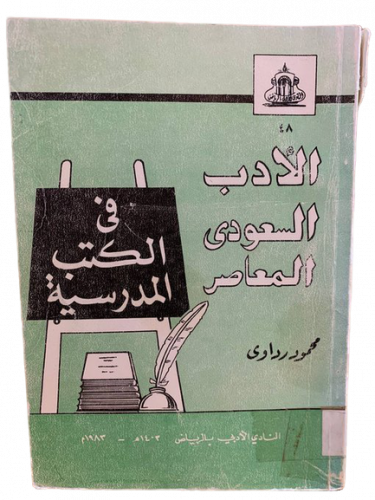 ٤٨
الأدب
السعودى
المعاصر
فى
الكتب
المدرسية
محمود رداوى
النادي الأدبي بالرياض ١٤٠٣هـ - ١٩٨٣م